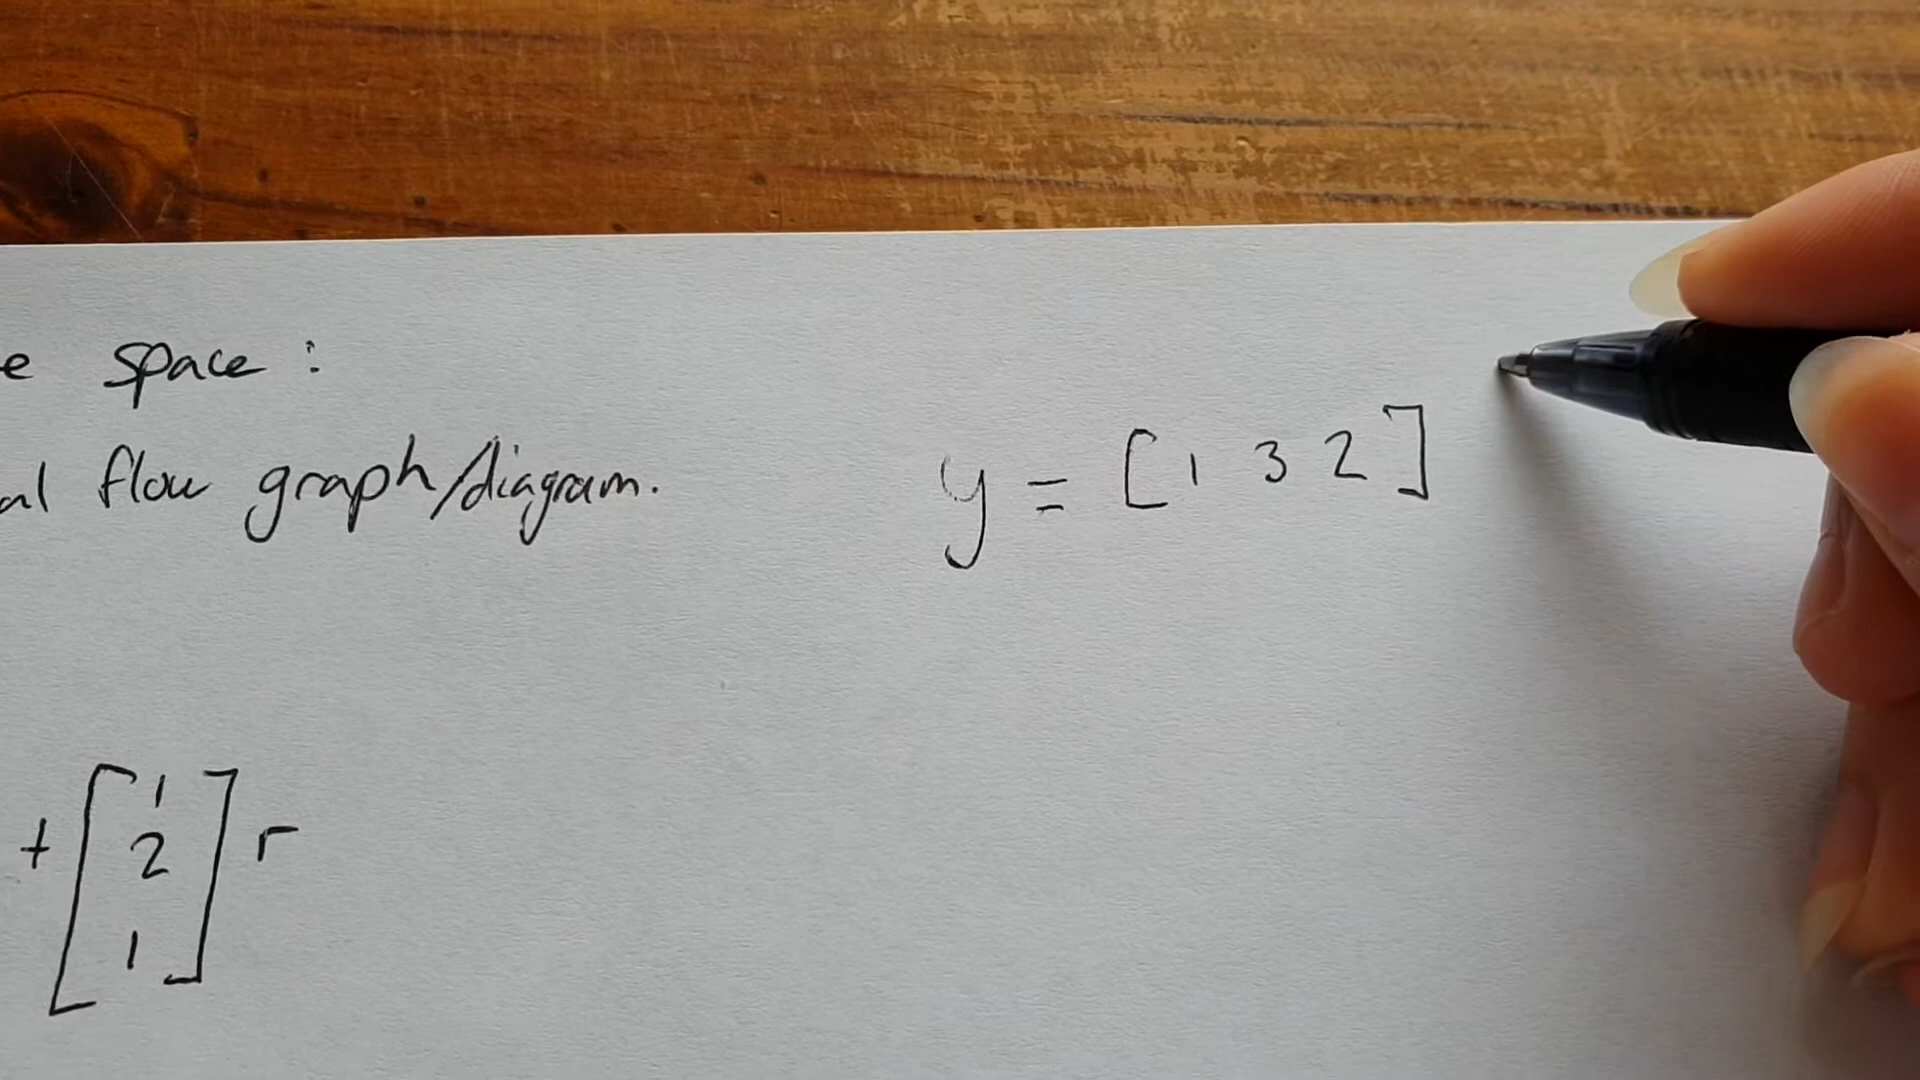 e space:
al flow graph/diagram.
y = [1 3 2]
+ [1
2
1] r